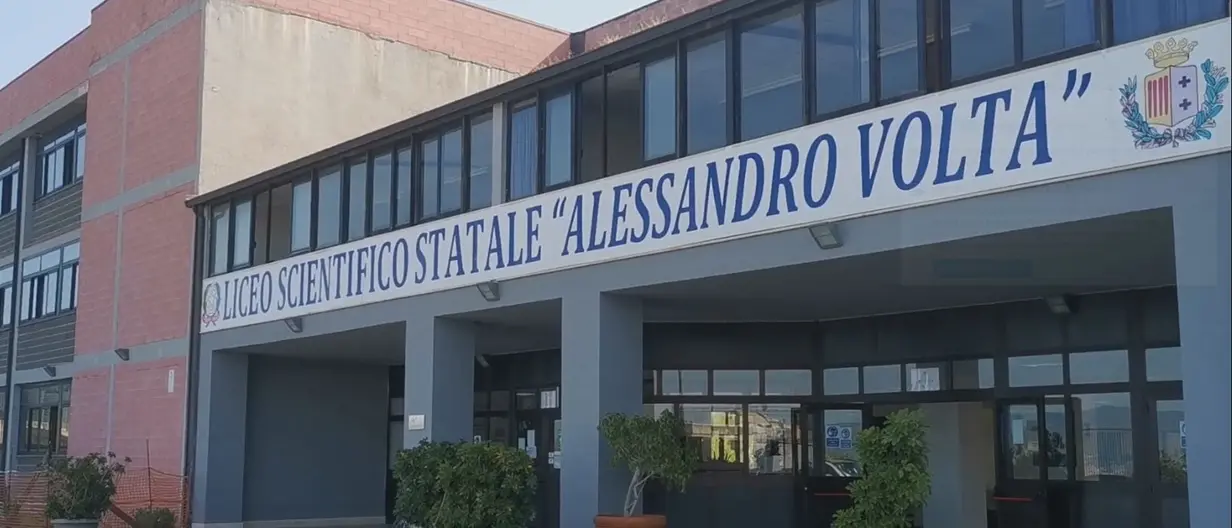 LICEO SCIENTIFICO STATALE “ALESSANDRO VOLTA”